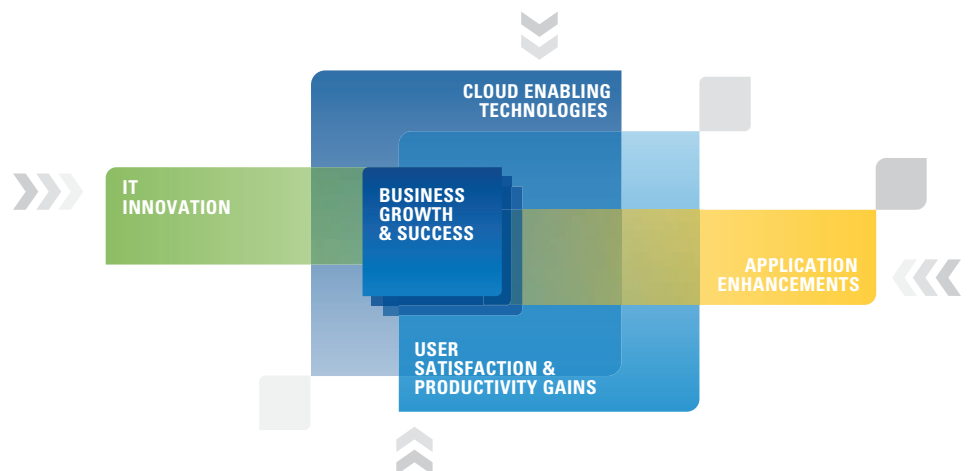 CLOUD ENABLING
TECHNOLOGIES
IT
INNOVATION
BUSINESS
GROWTH
& SUCCESS
APPLICATION
ENHANCEMENTS
USER
SATISFACTION &
PRODUCTIVITY GAINS